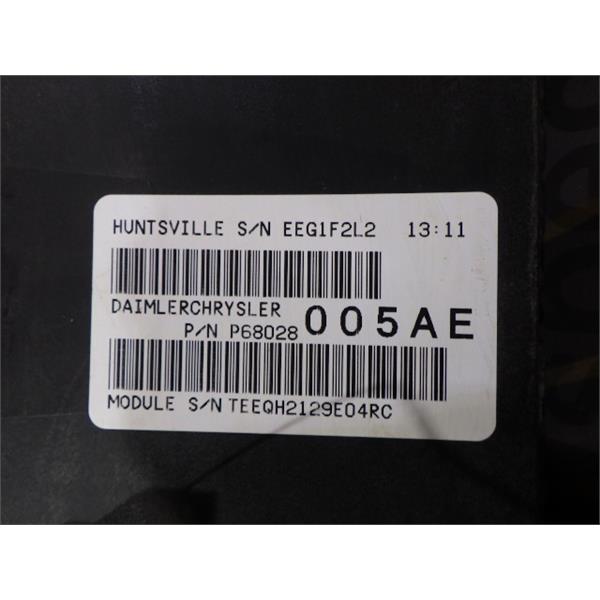 HUNTSVILLE S/N EEG1F2L2 13:11
DAIMLERCHRYSLER
P/N P68028 005AE
MODULE S/N TEEQH2129E04RC